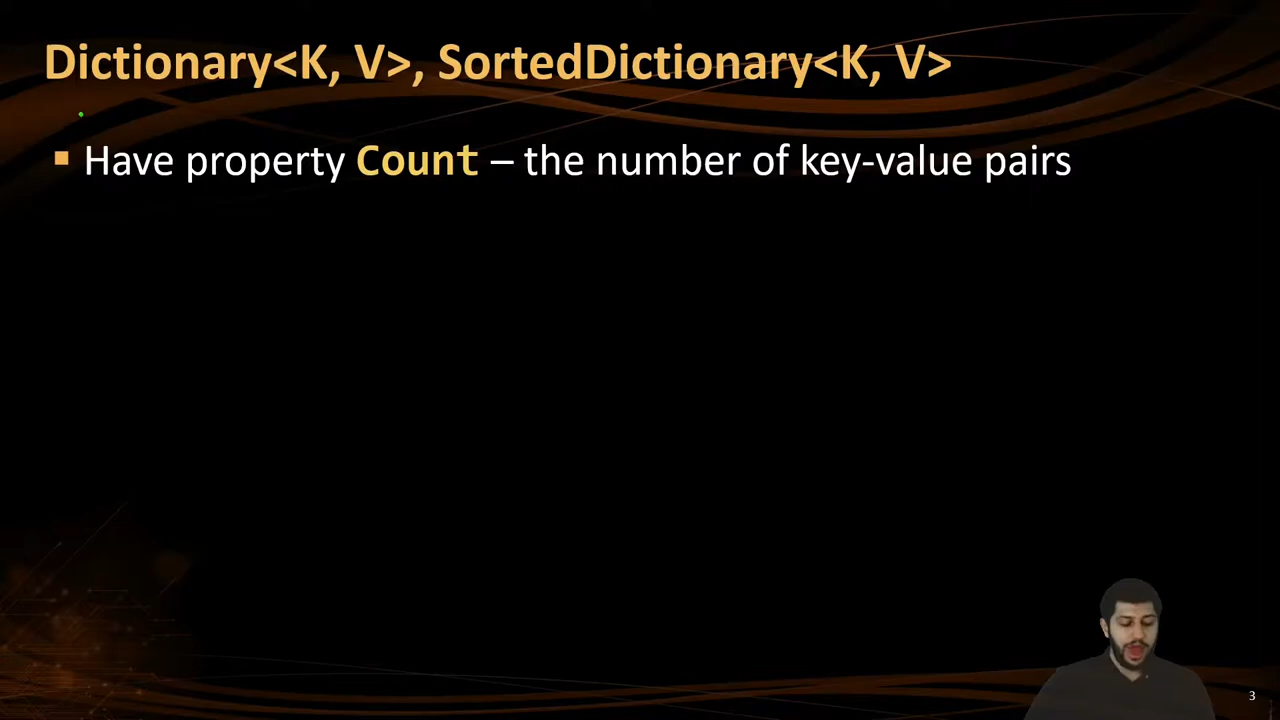 Dictionary<K, V>, SortedDictionary<K, V>
▪ Have property Count – the number of key-value pairs
3